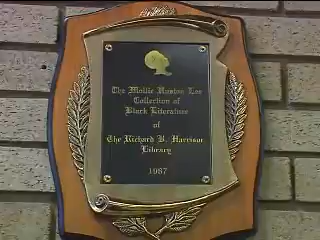 The Mollie Huston Lee
Collection of
Black Literature
of
The Richard B. Harrison
Library
1987